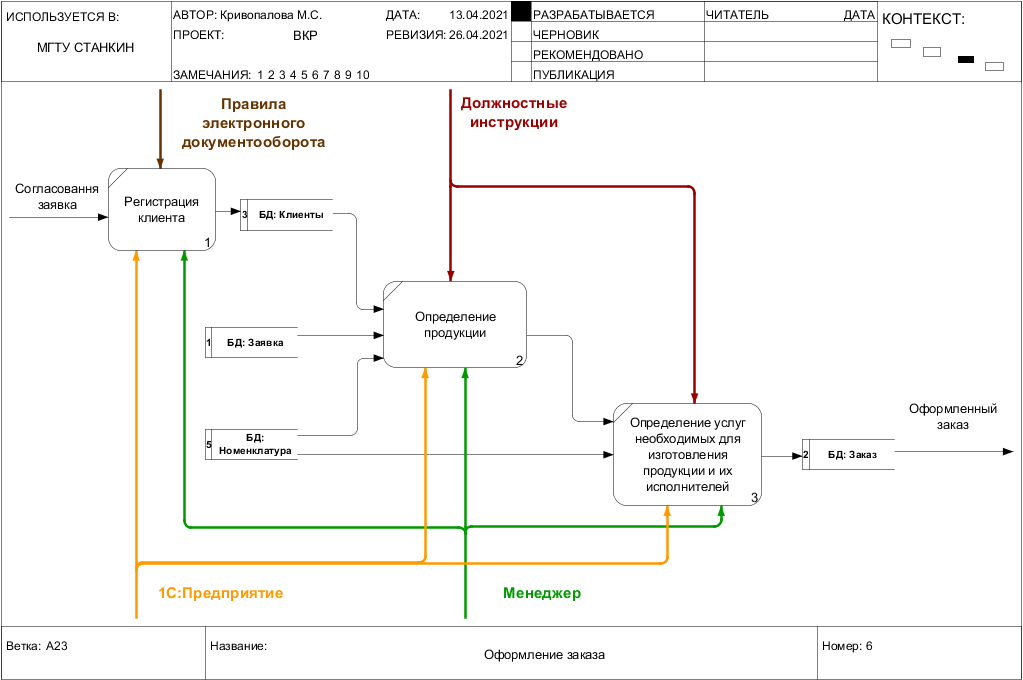 ИСПОЛЬЗУЕТСЯ В:
МГТУ СТАНКИН
АВТОР: Кривопалова М.С.
ДАТА: 13.04.2021
ПРОЕКТ: ВКР
РЕВИЗИЯ: 26.04.2021
ЗАМЕЧАНИЯ: 1 2 3 4 5 6 7 8 9 10
РАЗРАБАТЫВАЕТСЯ
ЧЕРНОВИК
РЕКОМЕНДОВАНО
ПУБЛИКАЦИЯ
ЧИТАТЕЛЬ ДАТА
КОНТЕКСТ:
Правила
электронного
документооборота
Должностные
инструкции
Согласовання
заявка
Регистрация
клиента
1
3 БД: Клиенты
Определение
продукции
2
1 БД: Заявка
5 БД:
Номенклатура
Определение услуг
необходимых для
изготовления
продукции и их
исполнителей
3
2 БД: Заказ
Оформленный
заказ
1С:Предприятие
Менеджер
Ветка: A23
Название:
Оформление заказа
Номер: 6